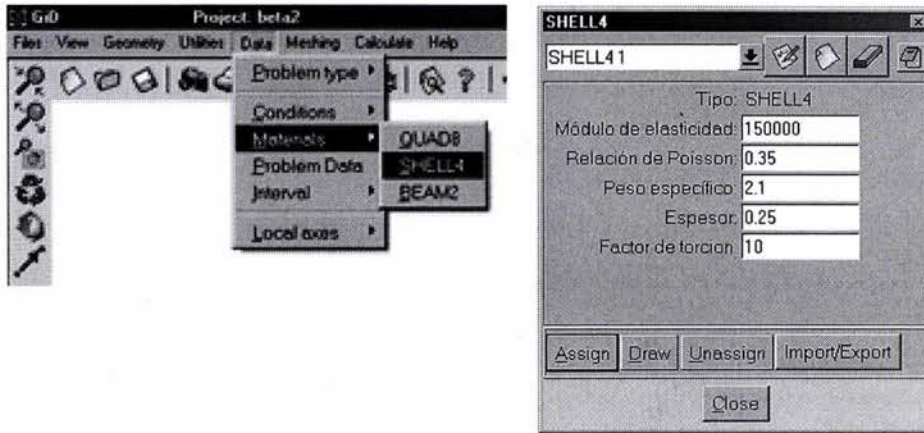 GiD Project: beta2
Files View Geometry Utilities Data Meshing Calculate Help
Problem type
Conditions
Materials
Problem Data
Interval
Local axes
QUAD8
SHELL4
BEAM2
SHELL4
SHELL41
Tipo: SHELL4
Módulo de elasticidad: 150000
Relación de Poisson: 0.35
Peso específico: 2.1
Espesor: 0.25
Factor de torcion: 10
Assign Draw Unassign Import/Export
Close